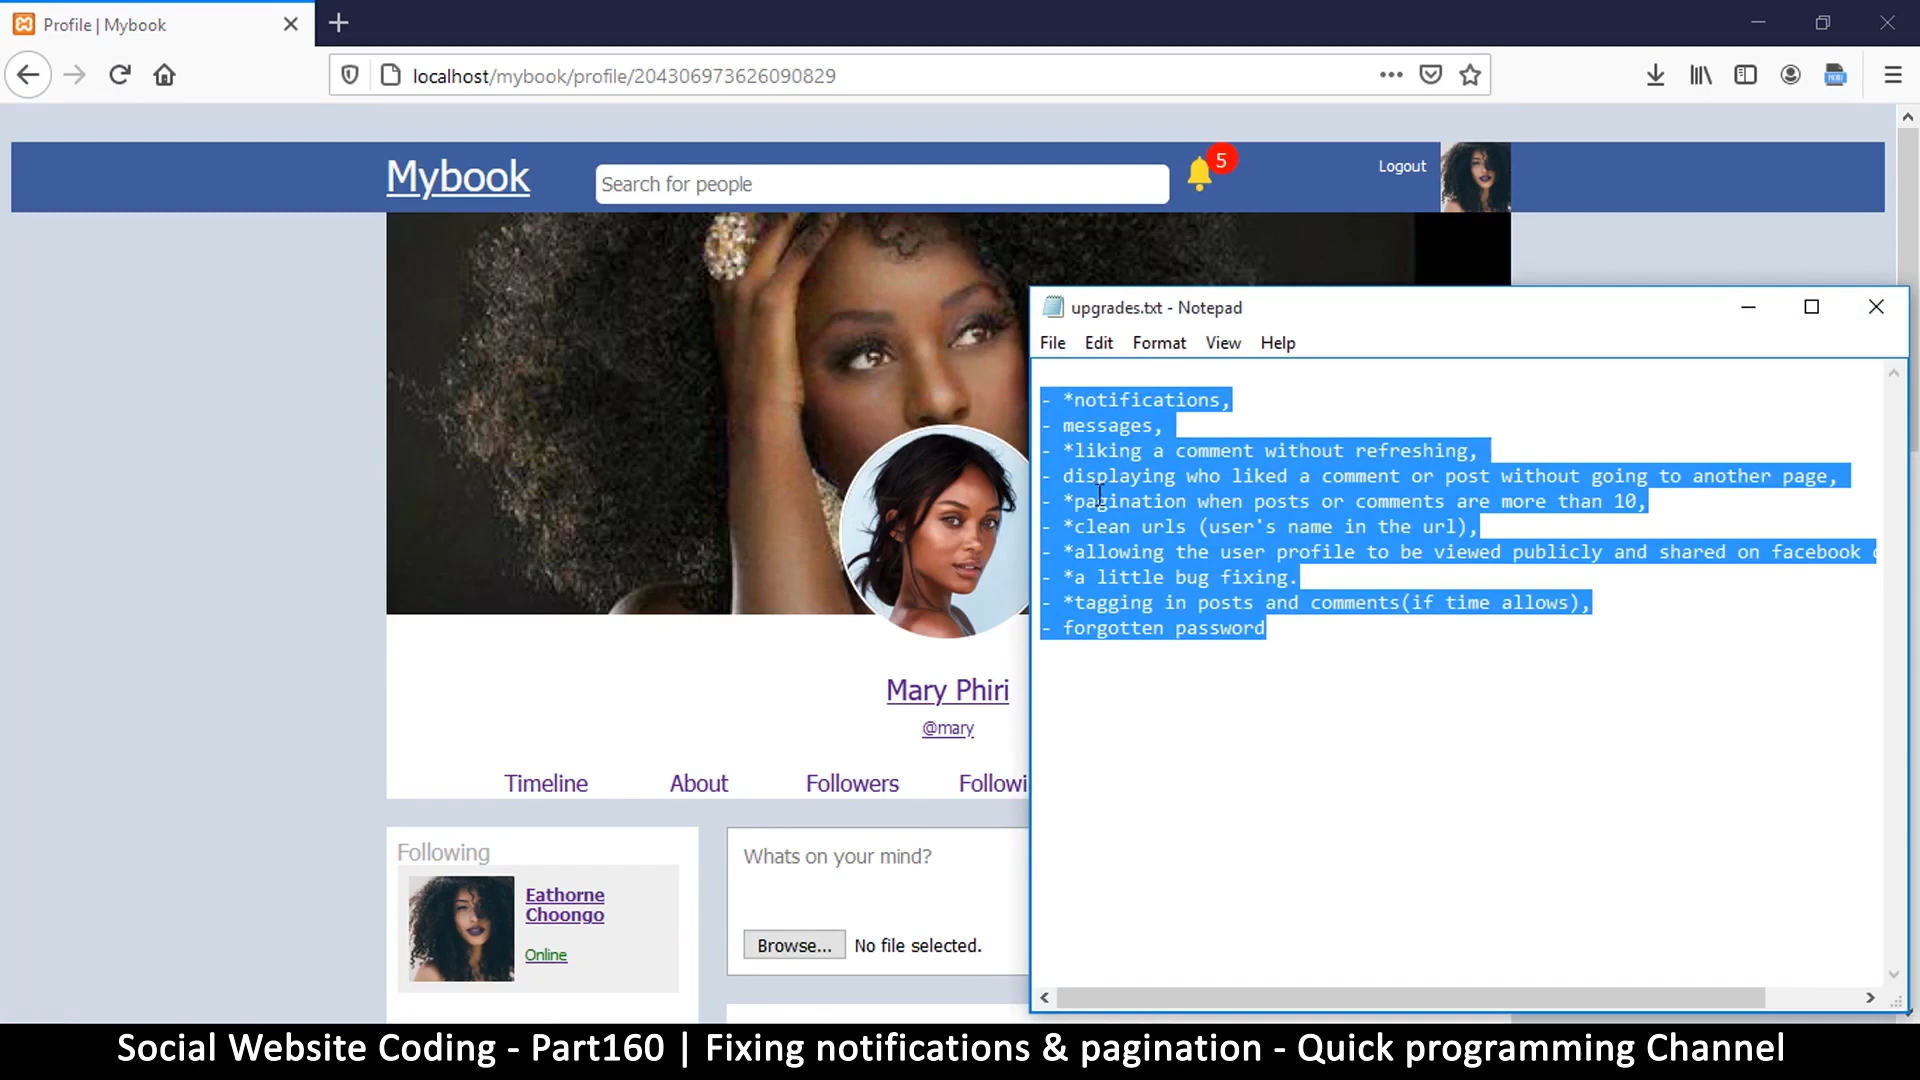 Profile | Mybook
localhost/mybook/profile/204306973626090829
Mybook
Search for people
5
Logout
upgrades.txt - Notepad
File Edit Format View Help
- *notifications,
- messages,
- *liking a comment without refreshing,
- displaying who liked a comment or post without going to another page,
- *pagination when posts or comments are more than 10,
- *clean urls (user's name in the url),
- *allowing the user profile to be viewed publicly and shared on facebook
- *a little bug fixing.
- *tagging in posts and comments(if time allows),
- forgotten password
Mary Phiri
@mary
Timeline About Followers Followi
Following
Eathorne
Choongo
Online
Whats on your mind?
Browse... No file selected.
Social Website Coding - Part160 | Fixing notifications & pagination - Quick programming Channel